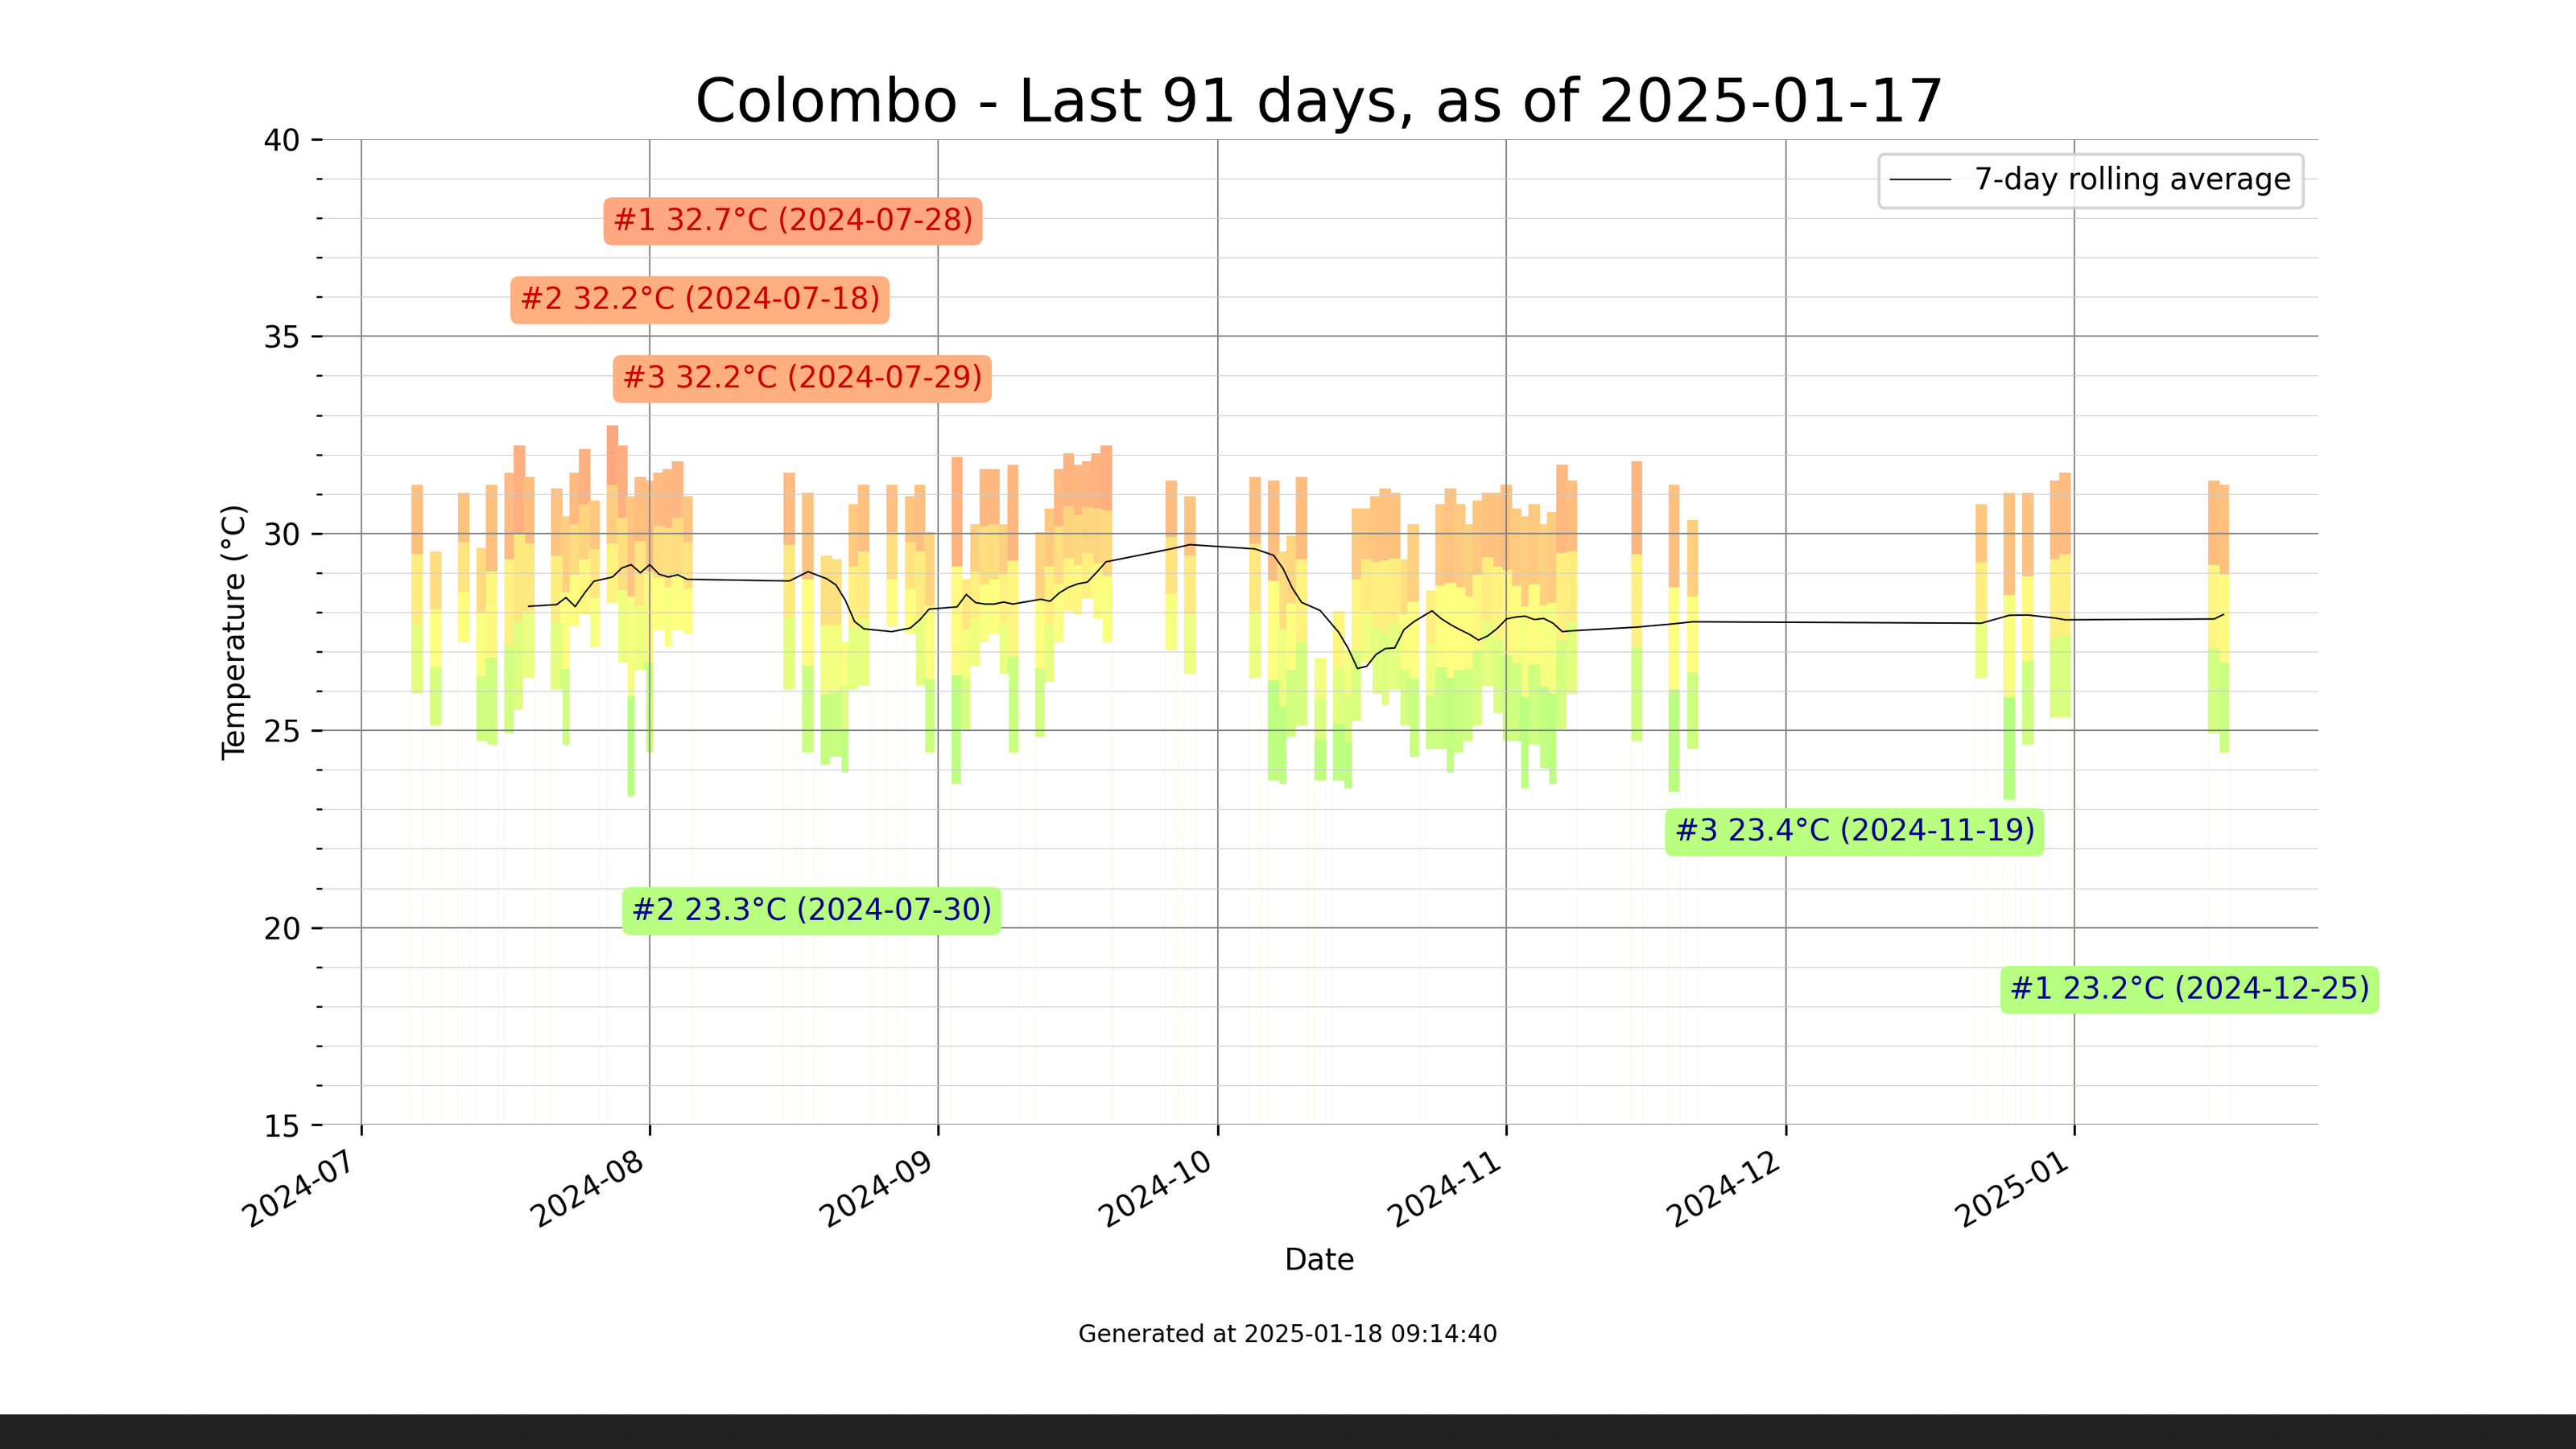 Colombo - Last 91 days, as of 2025-01-17
7-day rolling average
#1 32.7°C (2024-07-28)
#2 32.2°C (2024-07-18)
#3 32.2°C (2024-07-29)
#3 23.4°C (2024-11-19)
#2 23.3°C (2024-07-30)
#1 23.2°C (2024-12-25)
Temperature (°C)
40
35
30
25
20
15
2024-07
2024-08
2024-09
2024-10
2024-11
2024-12
2025-01
Date
Generated at 2025-01-18 09:14:40